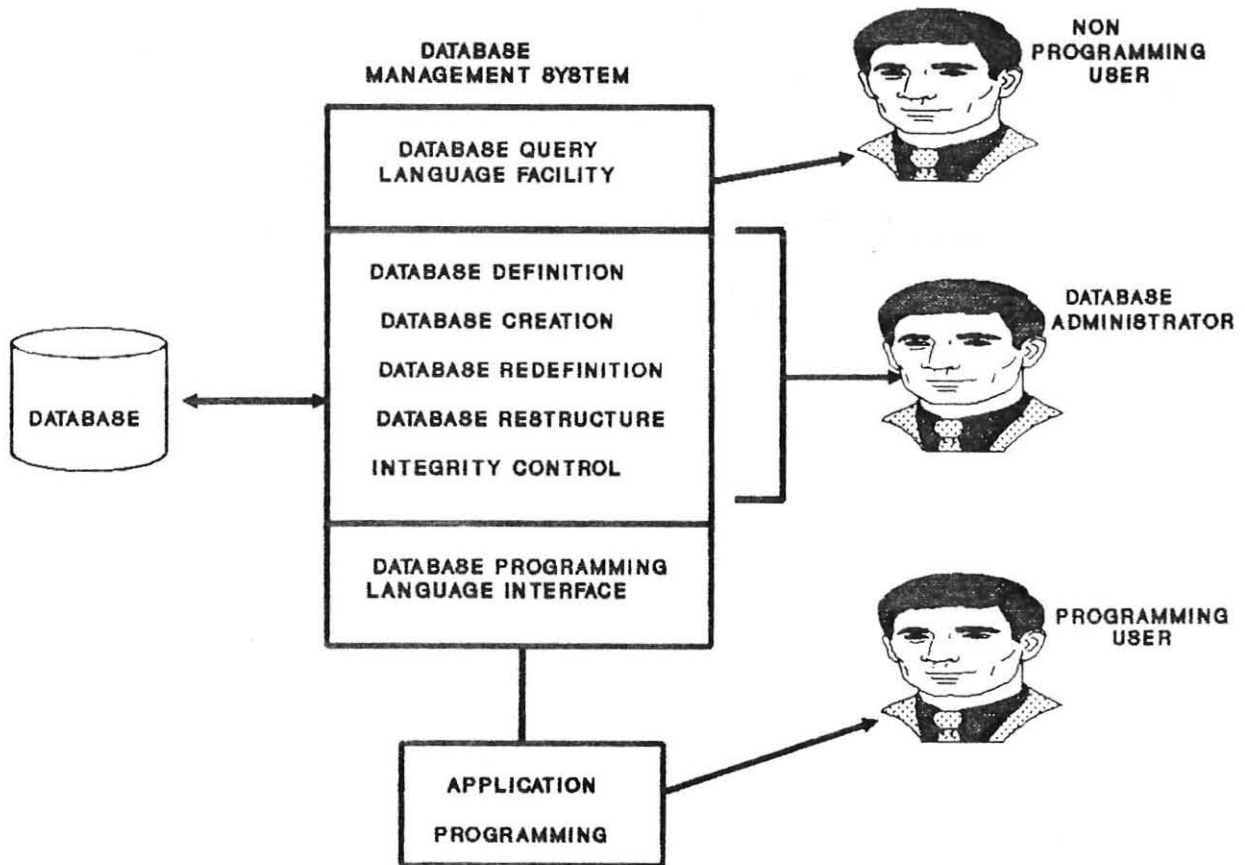 DATABASE
MANAGEMENT SYSTEM
NON
PROGRAMMING
USER
DATABASE QUERY
LANGUAGE FACILITY
DATABASE DEFINITION
DATABASE CREATION
DATABASE REDEFINITION
DATABASE RESTRUCTURE
INTEGRITY CONTROL
DATABASE
ADMINISTRATOR
DATABASE
DATABASE PROGRAMMING
LANGUAGE INTERFACE
PROGRAMMING
USER
APPLICATION
PROGRAMMING